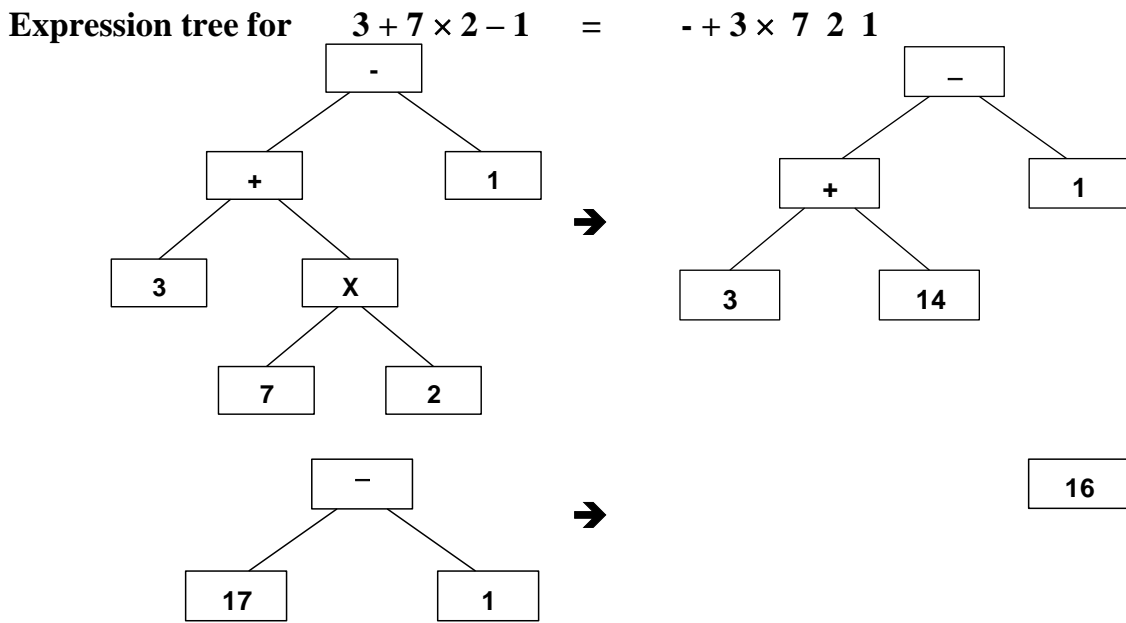 Expression tree for 3 + 7 × 2 – 1 = - + 3 × 7 2 1
- –
+ 1 + 1
➔
3 X 3 14
7 2
– 16
➔
17 1